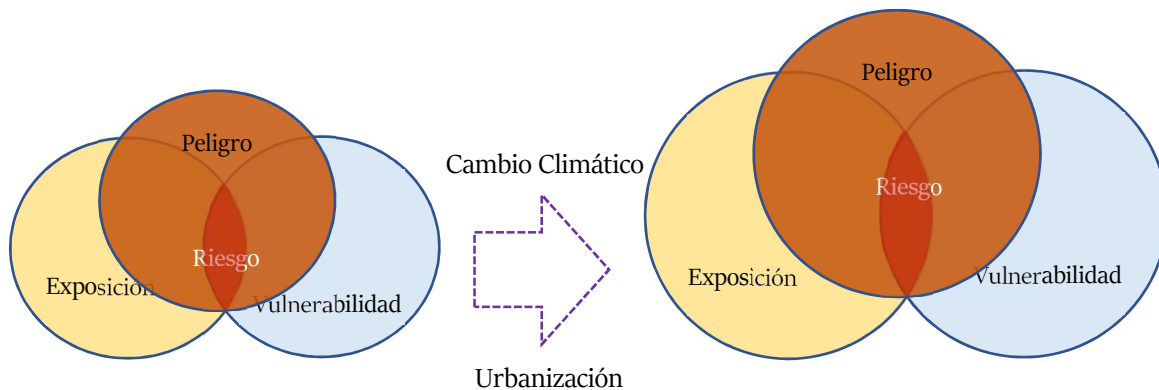 Peligro
Riesgo
Exposición
Vulnerabilidad
Cambio Climático
Urbanización
Peligro
Riesgo
Exposición
Vulnerabilidad